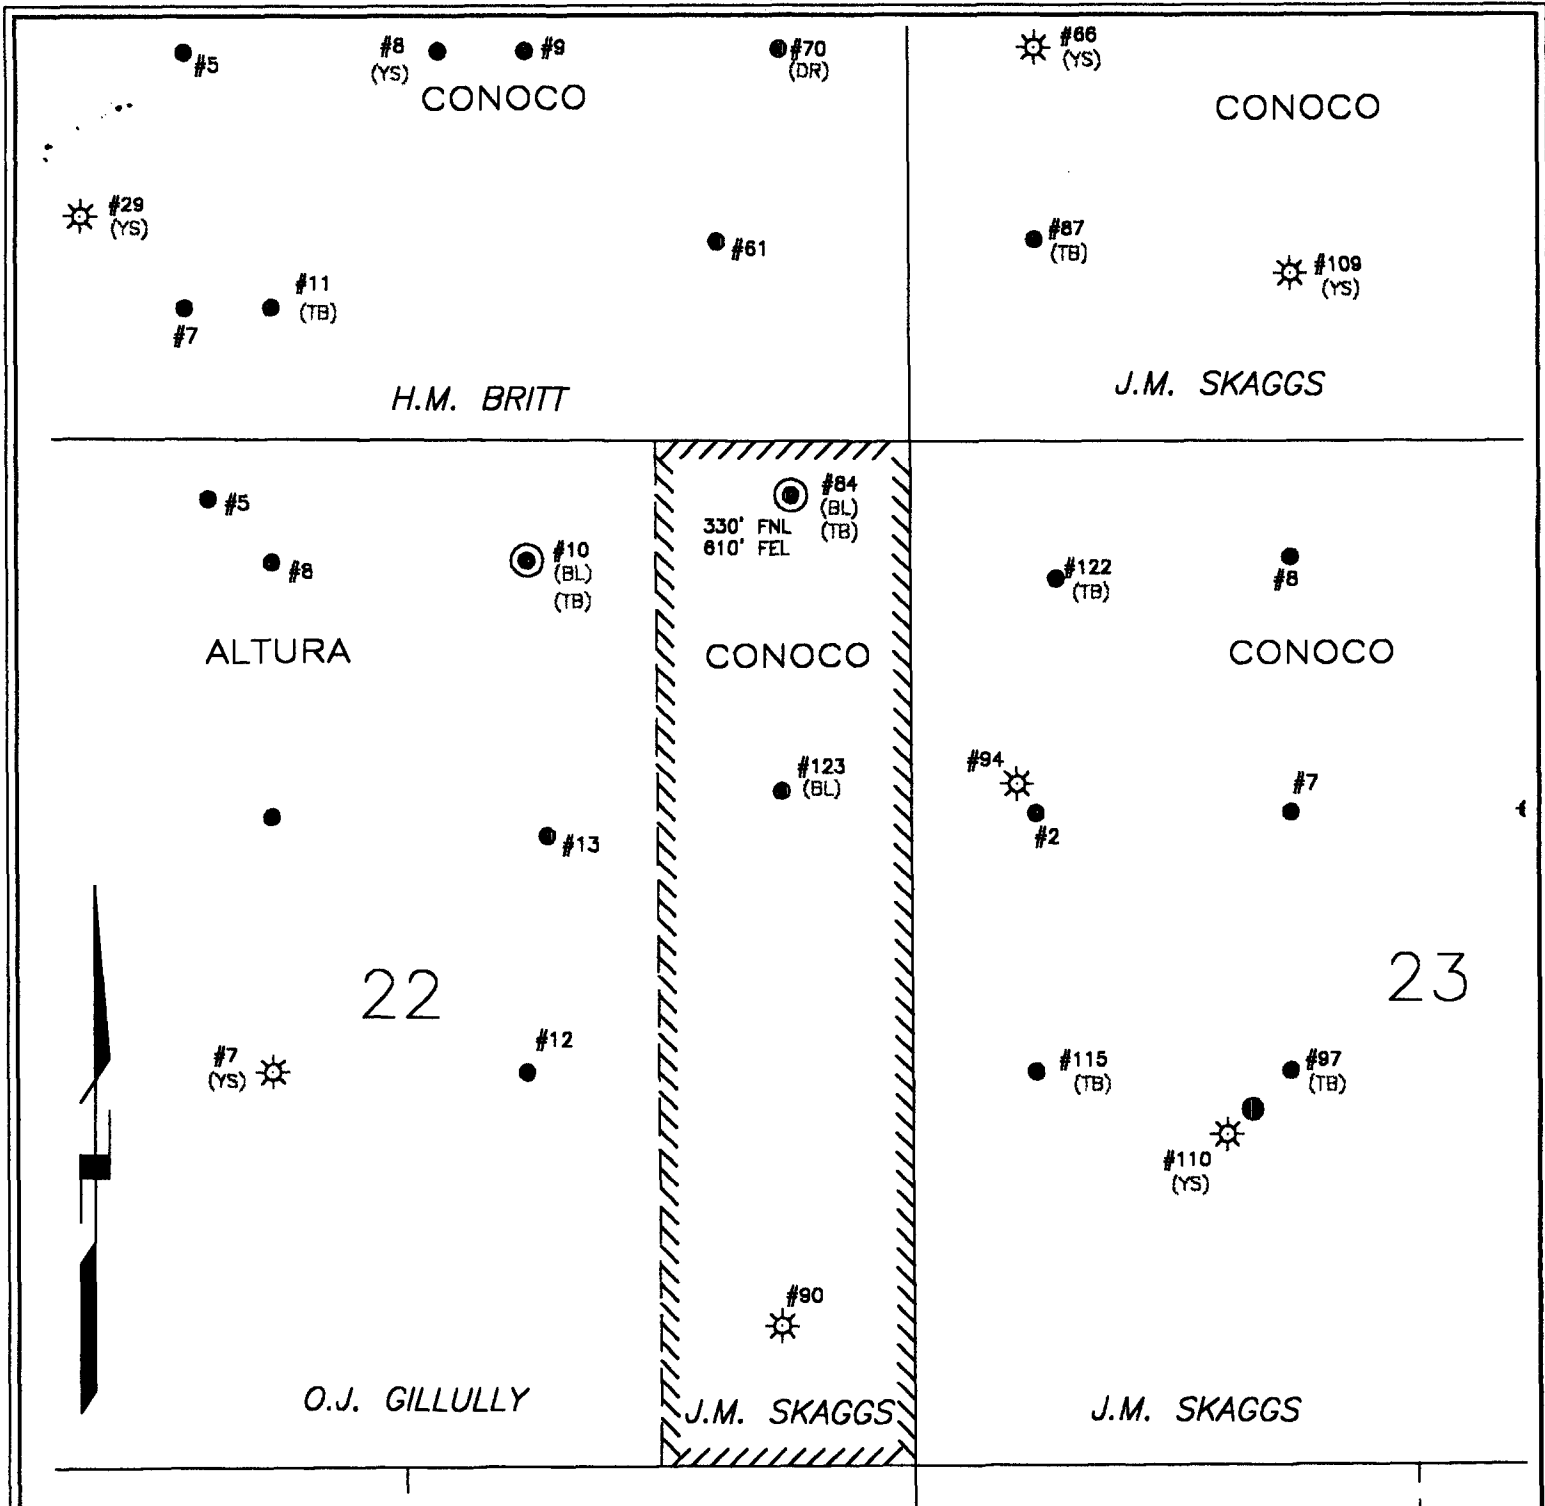 #5
#8
(YS)
#9
#70
(DR)
CONOCO
#66
(YS)
CONOCO
#29
(YS)
#61
#87
(TB)
#109
(YS)
#11
(TB)
#7
H.M. BRITT
J.M. SKAGGS
#5
#8
#10
(BL)
(TB)
#84
(BL)
(TB)
330' FNL
610' FEL
#122
(TB)
#8
ALTURA
CONOCO
CONOCO
#123
(BL)
#94
#2
#7
#13
22
23
#7
(YS)
#12
#115
(TB)
#97
(TB)
#110
(YS)
#90
O.J. GILLULLY
J.M. SKAGGS
J.M. SKAGGS